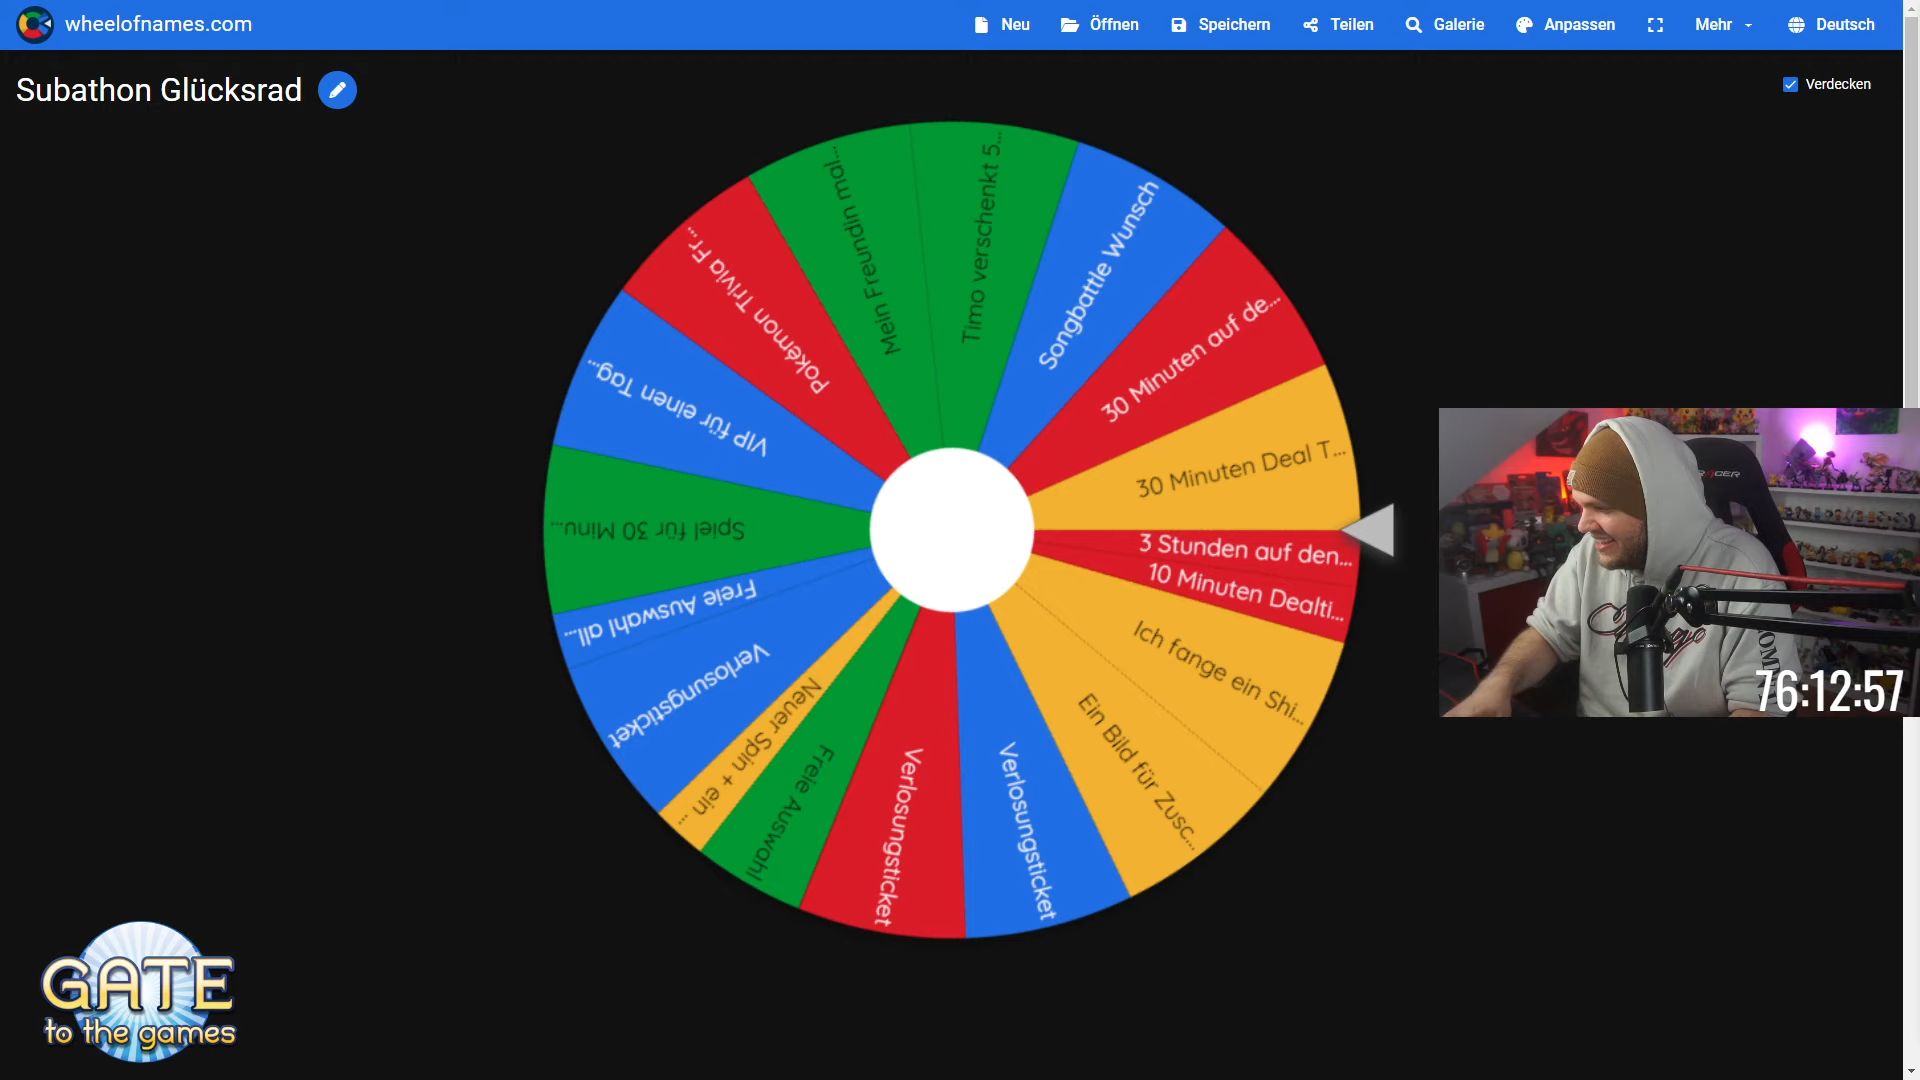 wheelofnames.com
Neu
Öffnen
Speichern
Teilen
Galerie
Anpassen
Mehr
Deutsch
Subathon Glücksrad
Verdecken
Timo verschenkt 5...
Songbattle Wunsch
30 Minuten auf de...
30 Minuten Deal T...
3 Stunden auf den...
10 Minuten Dealti...
Ich fange ein Shi...
Ein Bild für Zusc...
Verlosungsticket
Verlosungsticket
Freie Auswahl
Neuer Spin + ein ...
Verlosungsticket
Freie Auswahl all...
Spiel für 30 Minu...
VIP für einen Tag...
Pokémon Trivia Fr...
Mein Freundin mal...
76:12:57
GATE
to the games